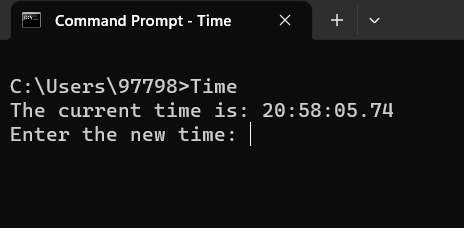 Command Prompt - Time
C:\Users\97798>Time
The current time is: 20:58:05.74
Enter the new time: